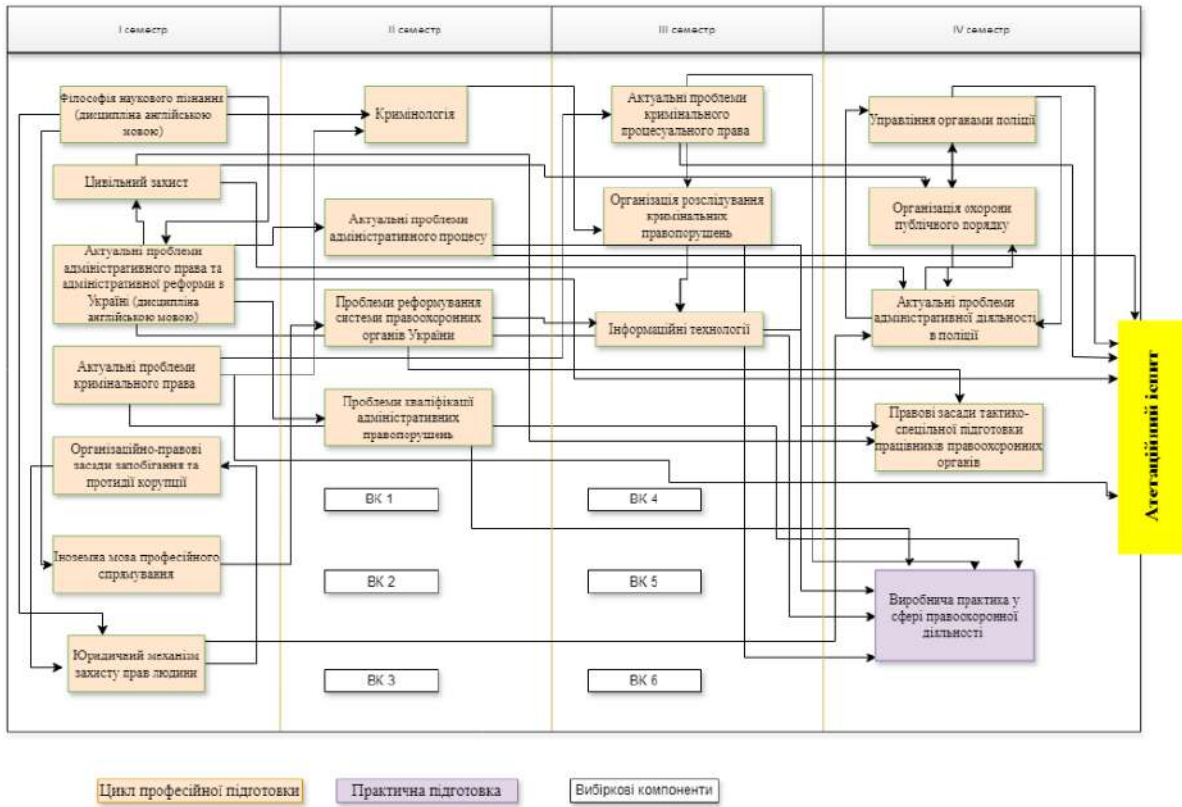 I семестр
II семестр
III семестр
IV семестр
Філософія наукового пізнання
(дисципліна англійською
мовою)
Цивільний захист
Актуальні проблеми
адміністративного права та
адміністративної реформи в
Україні (дисципліна
англійською мовою)
Актуальні проблеми
кримінального права
Організаційно-правові
засади запобігання та
протидії корупції
Іноземна мова професійного
спрямування
Юридичний механізм
захисту прав людини
Кримінологія
Актуальні проблеми
адміністративного процесу
Проблеми реформування
системи правоохоронних
органів України
Проблеми кваліфікації
адміністративних
правопорушень
ВК 1
ВК 2
ВК 3
Актуальні проблеми
кримінального
процесуального права
Організація розслідування
кримінальних
правопорушень
Інформаційні технології
ВК 4
ВК 5
ВК 6
Управління органами поліції
Організація охорони
публічного порядку
Актуальні проблеми
адміністративної діяльності
в поліції
Правові засади тактико-
спецільної підготовки
працівників правоохоронних
органів
Виробнича практика у
сфері правоохоронної
діяльності
Атетаційний іспит
Цикл професійної підготовки
Практична підготовка
Вибіркові компоненти